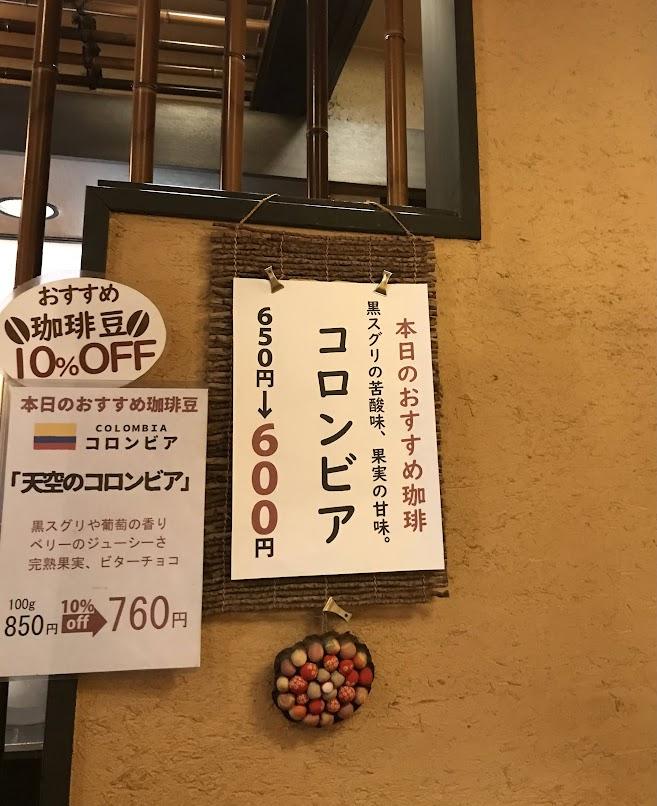 おすすめ
珈琲豆
10%OFF
本日のおすすめ珈琲豆
COLOMBIA
コロンビア
「天空のコロンビア」
黒スグリや葡萄の香り
ベリーのジューシーさ
完熟果実、ビターチョコ
100g
850円
10%
off
760円
本日のおすすめ珈琲
黒スグリの苦酸味、果実の甘味。
コロンビア
650円→600円